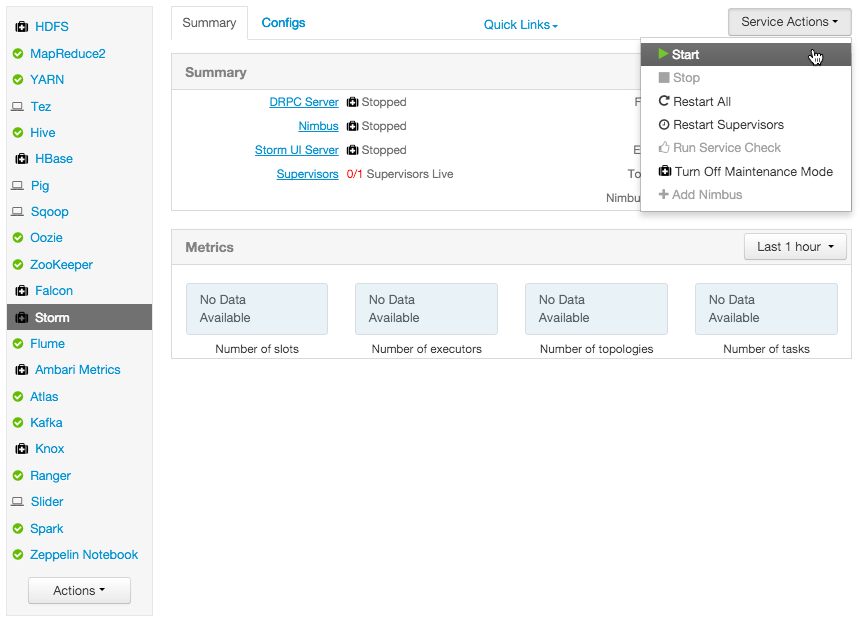 HDFS
MapReduce2
YARN
Tez
Hive
HBase
Pig
Sqoop
Oozie
ZooKeeper
Falcon
Storm
Flume
Ambari Metrics
Atlas
Kafka
Knox
Ranger
Slider
Spark
Zeppelin Notebook
Actions
Summary Configs Quick Links Service Actions
Start
Stop
Restart All
Restart Supervisors
Run Service Check
Turn Off Maintenance Mode
Add Nimbus
Summary
DRPC Server Stopped
Nimbus Stopped
Storm UI Server Stopped
Supervisors 0/1 Supervisors Live
Metrics Last 1 hour
No Data
Available
Number of slots
No Data
Available
Number of executors
No Data
Available
Number of topologies
No Data
Available
Number of tasks